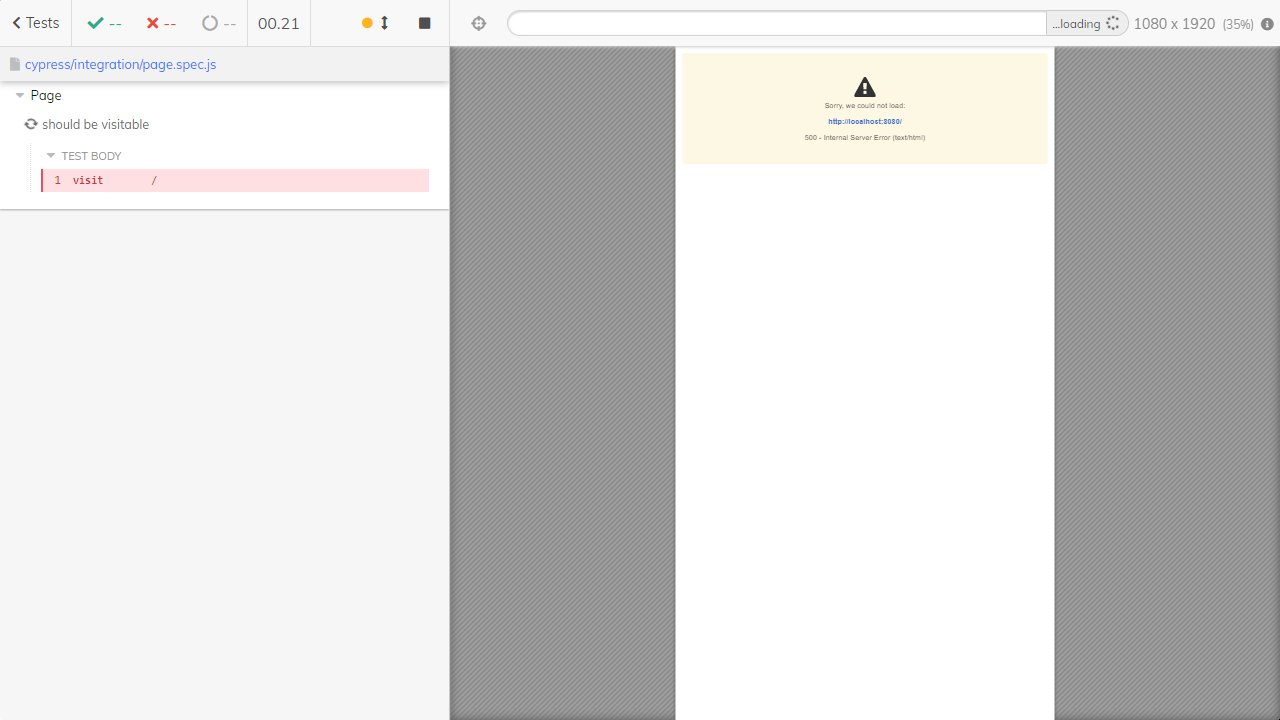 Tests -- -- -- 00.21 ...loading 1080 x 1920 (35%)
cypress/integration/page.spec.js
Page
should be visitable
TEST BODY
1 visit /
Sorry, we could not load:
http://localhost:8080/
500 - Internal Server Error (text/html)